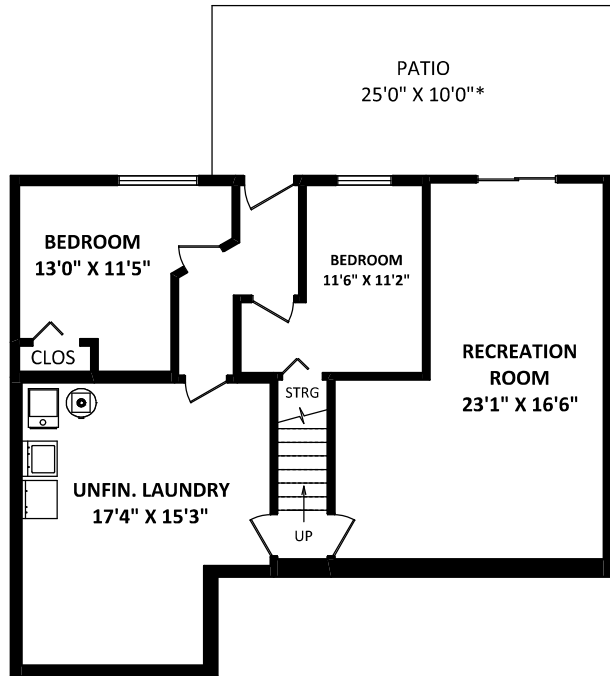 PATIO
25'0" X 10'0"*
BEDROOM
13'0" X 11'5"
BEDROOM
11'6" X 11'2"
CLOS
STRG
RECREATION
ROOM
23'1" X 16'6"
UNFIN. LAUNDRY
17'4" X 15'3"
UP